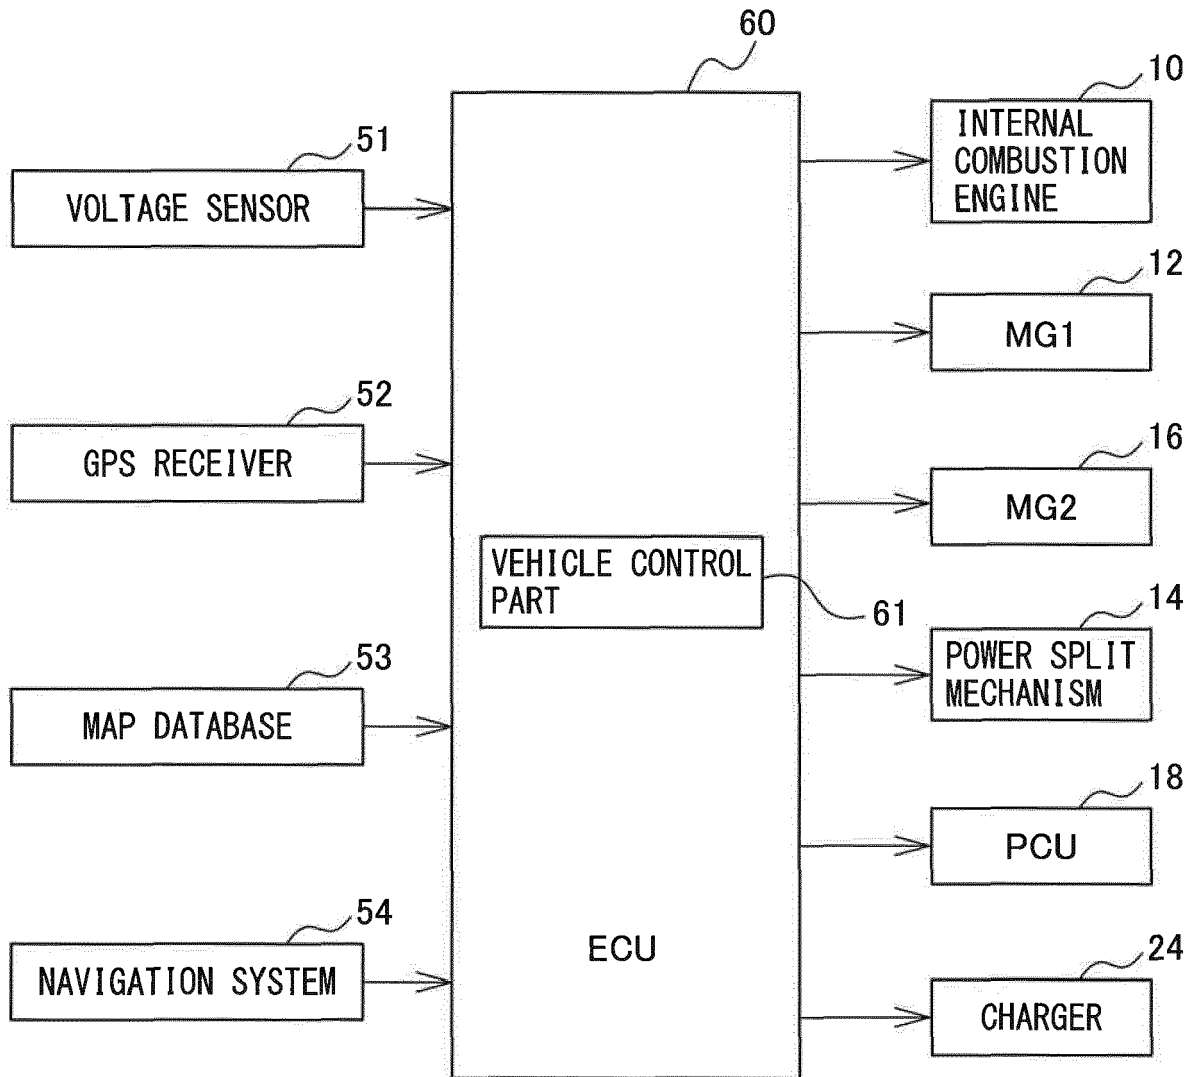 60
51
VOLTAGE SENSOR
52
GPS RECEIVER
53
MAP DATABASE
54
NAVIGATION SYSTEM
VEHICLE CONTROL
PART
61
ECU
10
INTERNAL
COMBUSTION
ENGINE
12
MG1
16
MG2
14
POWER SPLIT
MECHANISM
18
PCU
24
CHARGER